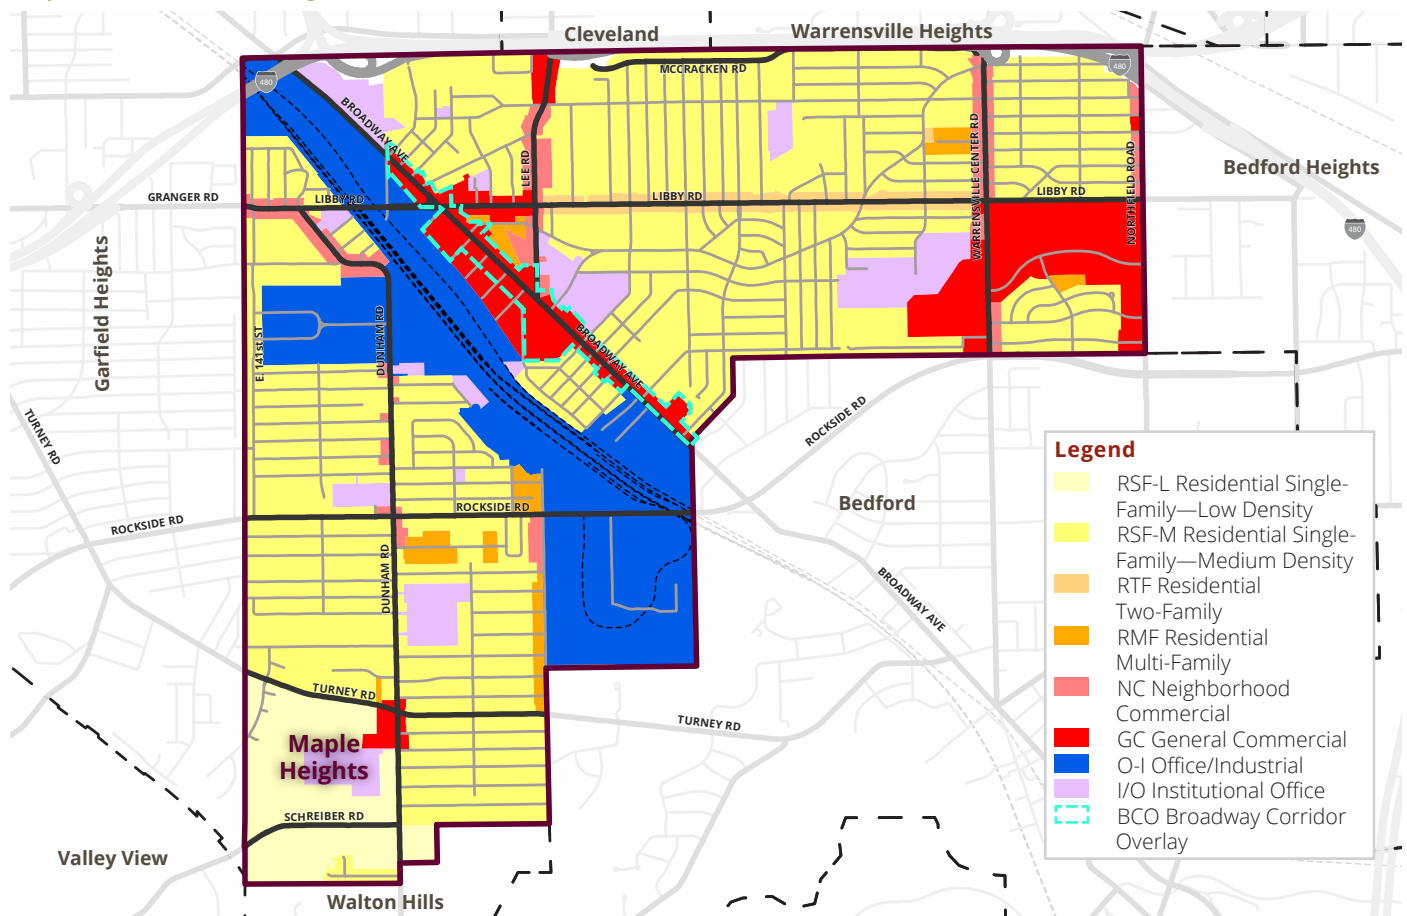 Cleveland
Warrensville Heights
MCCRACKEN RD
480
480
BROADWAY AVE
LEE RD
WARRENSVILLE CENTER RD
NORTHFIELD ROAD
Bedford Heights
GRANGER RD
LIBBY RD
LIBBY RD
LIBBY RD
480
Garfield Heights
E. 141st ST
DUNHAM RD
BROADWAY AVE
TURNEY RD
ROCKSIDE RD
Legend
RSF-L Residential Single-
Family—Low Density
RSF-M Residential Single-
Family—Medium Density
RTF Residential
Two-Family
RMF Residential
Multi-Family
NC Neighborhood
Commercial
GC General Commercial
O-I Office/Industrial
I/O Institutional Office
BCO Broadway Corridor
Overlay
Bedford
ROCKSIDE RD
ROCKSIDE RD
DUNHAM RD
BROADWAY AVE
TURNEY RD
TURNEY RD
Maple
Heights
SCHREIBER RD
Valley View
Walton Hills